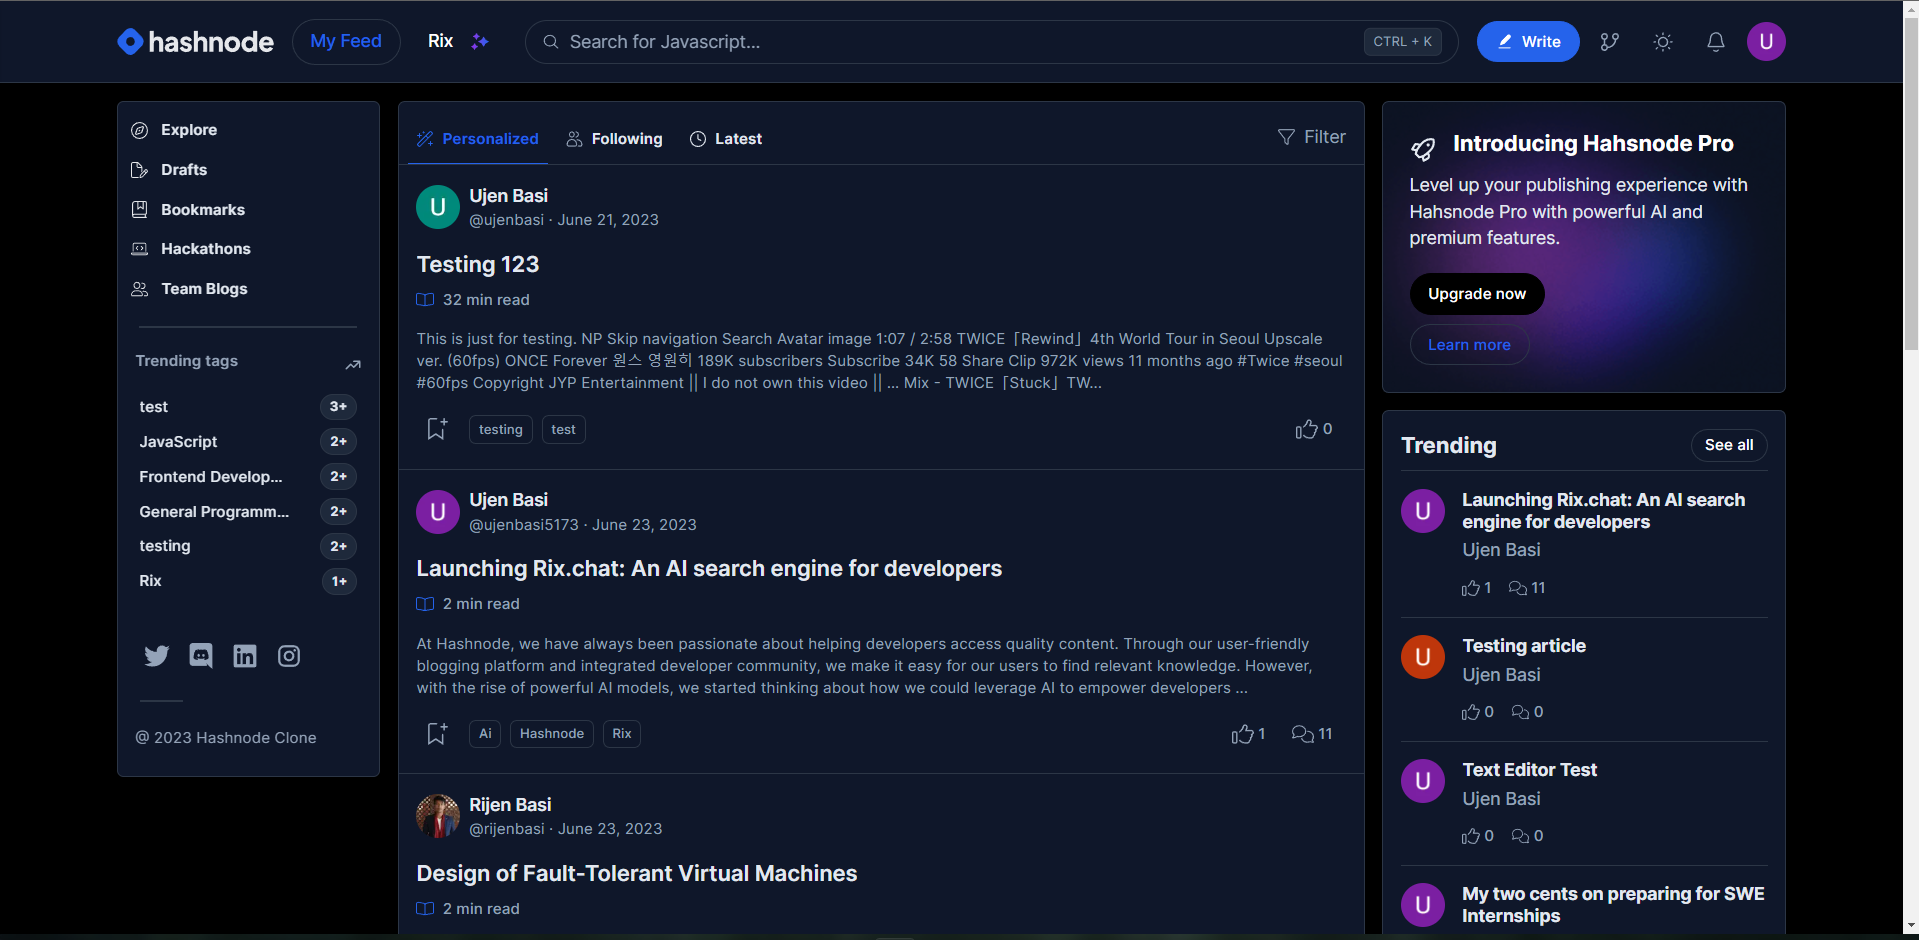 hashnode
My Feed
Rix
Search for Javascript...
CTRL + K
Write
U
Explore
Drafts
Bookmarks
Hackathons
Team Blogs
Trending tags
test 3+
JavaScript 2+
Frontend Develop... 2+
General Programm... 2+
testing 2+
Rix 1+
@ 2023 Hashnode Clone
Personalized
Following
Latest
Filter
U
Ujen Basi
@ujenbasi · June 21, 2023
Testing 123
32 min read
This is just for testing. NP Skip navigation Search Avatar image 1:07 / 2:58 TWICE「Rewind」4th World Tour in Seoul Upscale
ver. (60fps) ONCE Forever 원스 영원히 189K subscribers Subscribe 34K 58 Share Clip 972K views 11 months ago #Twice #seoul
#60fps Copyright JYP Entertainment || I do not own this video || ... Mix - TWICE「Stuck」TW...
testing
test
0
U
Ujen Basi
@ujenbasi5173 · June 23, 2023
Launching Rix.chat: An AI search engine for developers
2 min read
At Hashnode, we have always been passionate about helping developers access quality content. Through our user-friendly
blogging platform and integrated developer community, we make it easy for our users to find relevant knowledge. However,
with the rise of powerful AI models, we started thinking about how we could leverage AI to empower developers ...
Ai
Hashnode
Rix
1
11
Rijen Basi
@rijenbasi · June 23, 2023
Design of Fault-Tolerant Virtual Machines
2 min read
Introducing Hahsnode Pro
Level up your publishing experience with
Hahsnode Pro with powerful AI and
premium features.
Upgrade now
Learn more
Trending
See all
U
Launching Rix.chat: An AI search
engine for developers
Ujen Basi
1
11
U
Testing article
Ujen Basi
0
0
U
Text Editor Test
Ujen Basi
0
0
U
My two cents on preparing for SWE
Internships